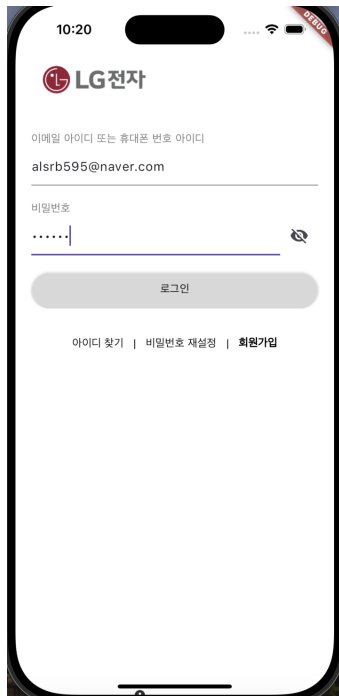 10:20
DEBUG
LG전자
이메일 아이디 또는 휴대폰 번호 아이디
alsrb595@naver.com
비밀번호
••••••
로그인
아이디 찾기 | 비밀번호 재설정 | 회원가입